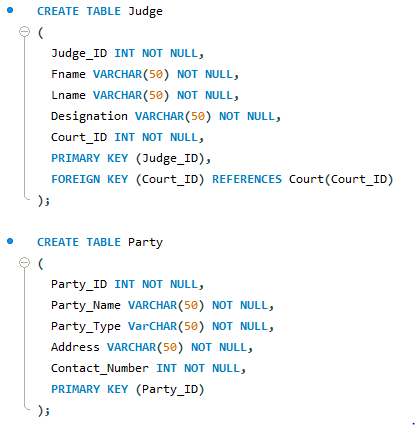 CREATE TABLE Judge
(
Judge_ID INT NOT NULL,
Fname VARCHAR(50) NOT NULL,
Lname VARCHAR(50) NOT NULL,
Designation VARCHAR(50) NOT NULL,
Court_ID INT NOT NULL,
PRIMARY KEY (Judge_ID),
FOREIGN KEY (Court_ID) REFERENCES Court(Court_ID)
);
CREATE TABLE Party
(
Party_ID INT NOT NULL,
Party_Name VARCHAR(50) NOT NULL,
Party_Type VarCHAR(50) NOT NULL,
Address VARCHAR(50) NOT NULL,
Contact_Number INT NOT NULL,
PRIMARY KEY (Party_ID)
);
.